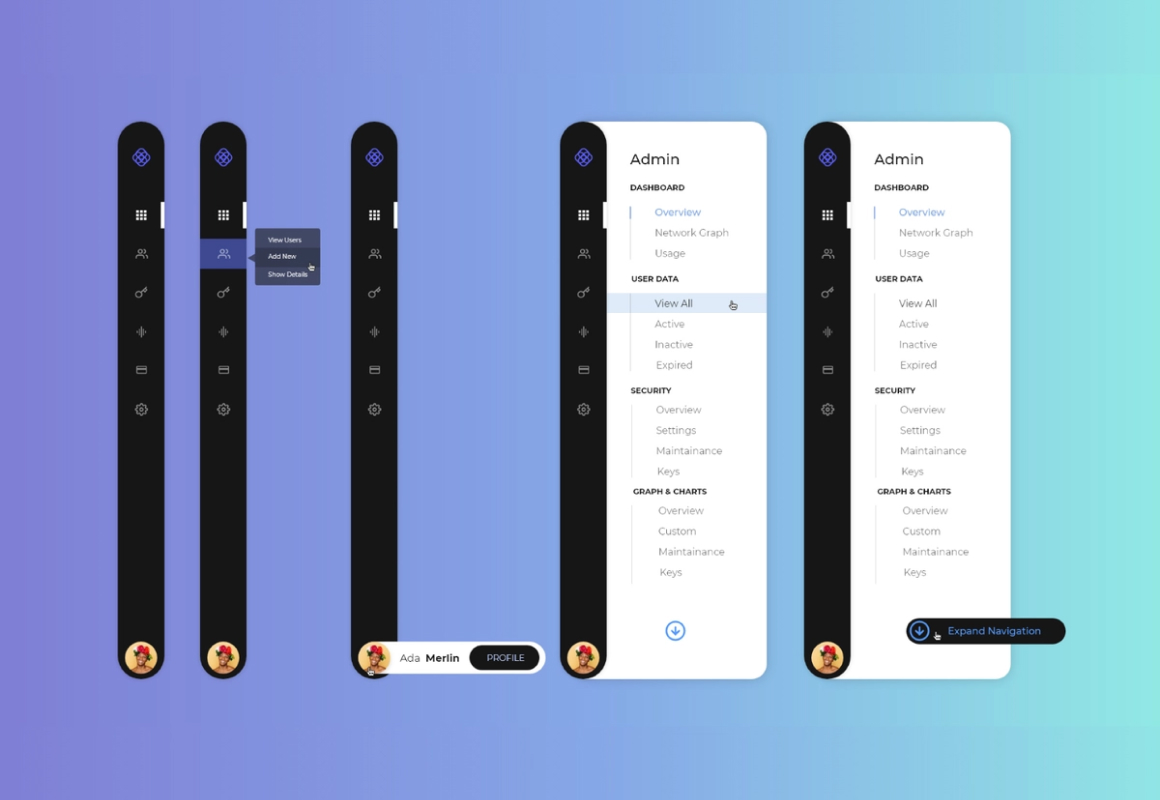 View Users
Add New
Show Details
Ada Merlin
PROFILE
Admin
DASHBOARD
Overview
Network Graph
Usage
USER DATA
View All
Active
Inactive
Expired
SECURITY
Overview
Settings
Maintainance
Keys
GRAPH & CHARTS
Overview
Custom
Maintainance
Keys
Admin
DASHBOARD
Overview
Network Graph
Usage
USER DATA
View All
Active
Inactive
Expired
SECURITY
Overview
Settings
Maintainance
Keys
GRAPH & CHARTS
Overview
Custom
Maintainance
Keys
Expand Navigation